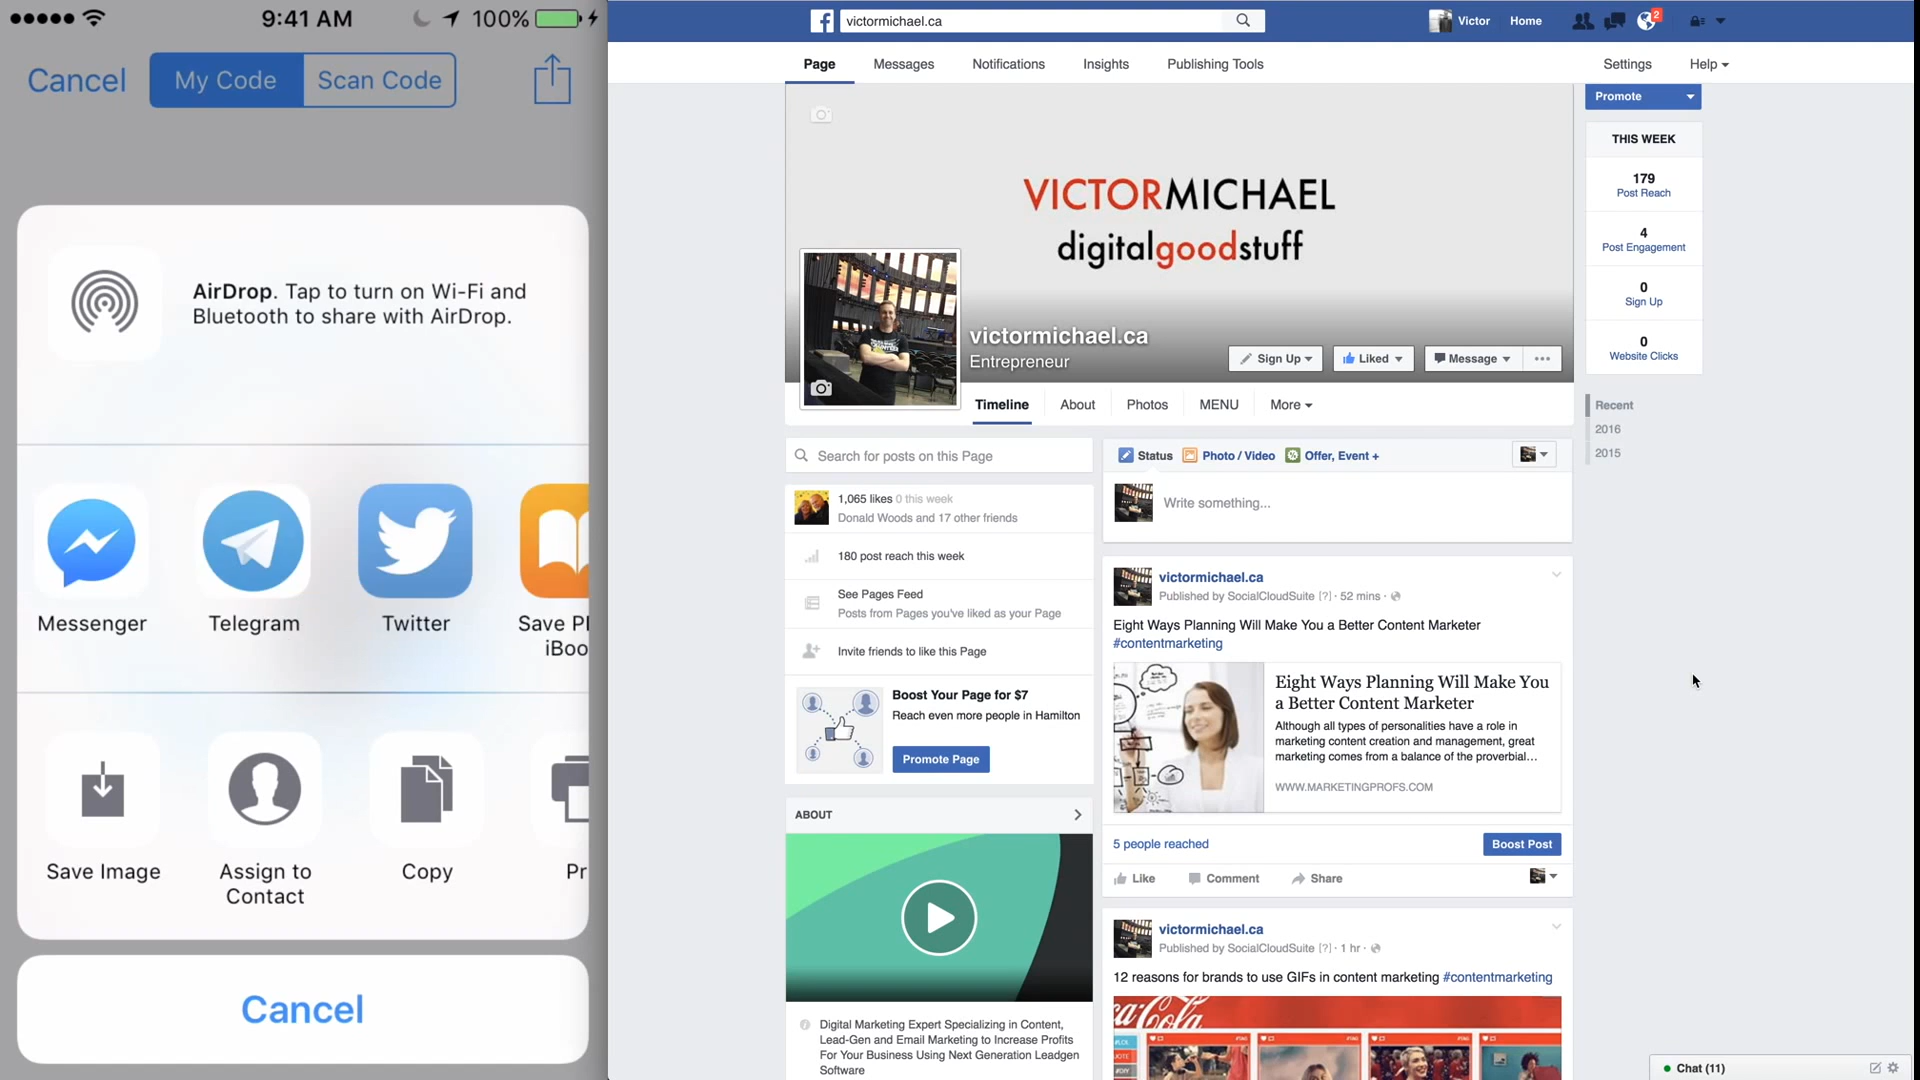 9:41 AM
100%
Cancel
My Code
Scan Code
AirDrop. Tap to turn on Wi-Fi and
Bluetooth to share with AirDrop.
Messenger
Telegram
Twitter
Save
iBoo
Save Image
Assign to
Contact
Copy
Pr
Cancel
victormichael.ca
Victor
Home
2
Page
Messages
Notifications
Insights
Publishing Tools
Settings
Help
VICTORMICHAEL
digitalgoodstuff
victormichael.ca
Entrepreneur
Sign Up
Liked
Message
Timeline
About
Photos
MENU
More
Promote
THIS WEEK
179
Post Reach
4
Post Engagement
0
Sign Up
0
Website Clicks
Recent
2016
2015
Search for posts on this Page
1,065 likes 0 this week
Donald Woods and 17 other friends
180 post reach this week
See Pages Feed
Posts from Pages you've liked as your Page
Invite friends to like this Page
Boost Your Page for $7
Reach even more people in Hamilton
Promote Page
ABOUT
Digital Marketing Expert Specializing in Content,
Lead-Gen and Email Marketing to Increase Profits
For Your Business Using Next Generation Leadgen
Software
Status
Photo / Video
Offer, Event +
Write something...
victormichael.ca
Published by SocialCloudSuite [?] · 52 mins ·
Eight Ways Planning Will Make You a Better Content Marketer
#contentmarketing
Eight Ways Planning Will Make You
a Better Content Marketer
Although all types of personalities have a role in
marketing content creation and management, great
marketing comes from a balance of the proverbial...
WWW.MARKETINGPROFS.COM
5 people reached
Boost Post
Like
Comment
Share
victormichael.ca
Published by SocialCloudSuite [?] · 1 hr ·
12 reasons for brands to use GIFs in content marketing #contentmarketing
ca-Cola
Chat (11)